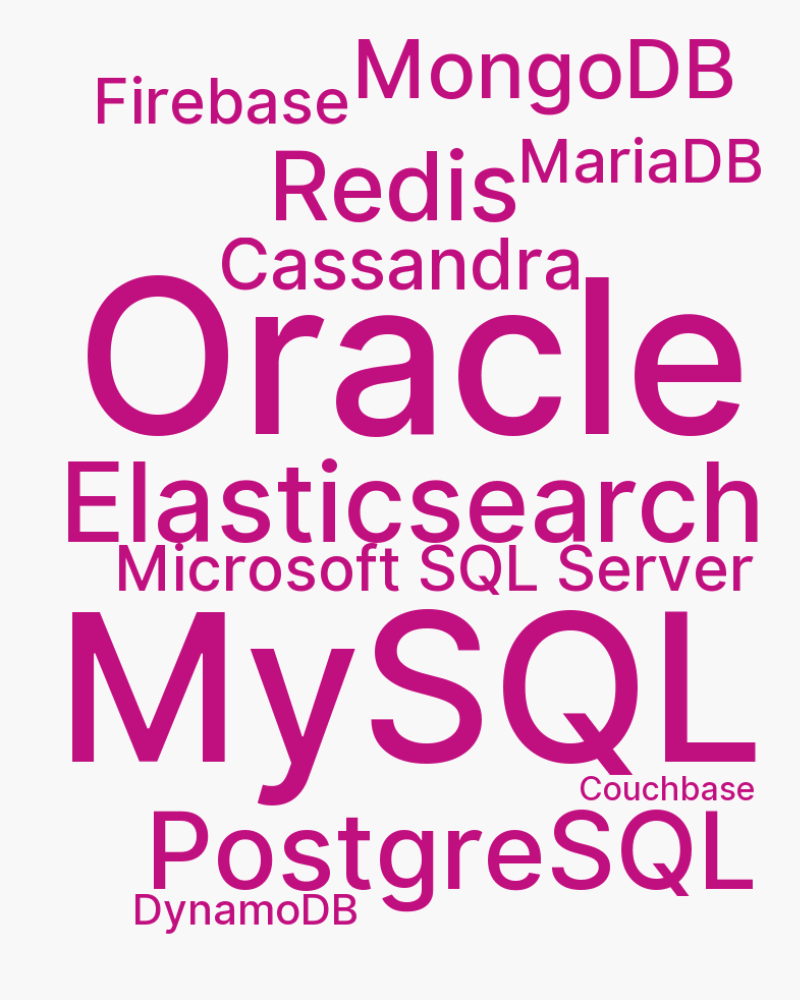 MongoDB
Firebase
MariaDB
Redis
Cassandra
Oracle
Elasticsearch
Microsoft SQL Server
MySQL
Couchbase
PostgreSQL
DynamoDB